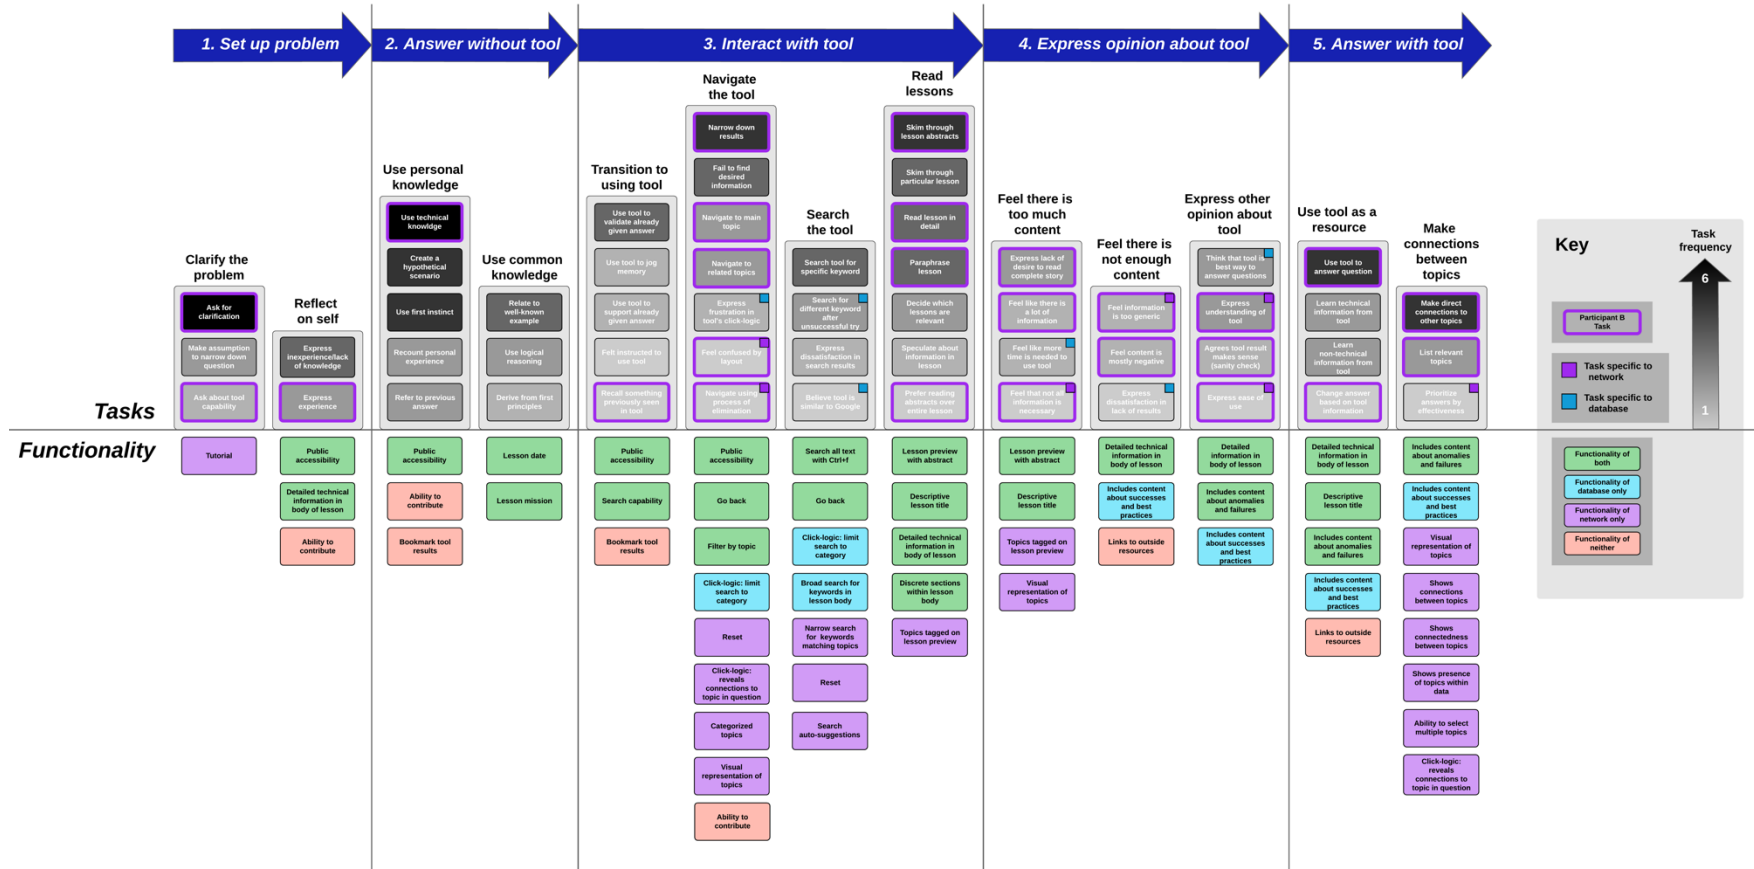 1. Set up problem
2. Answer without tool
3. Interact with tool
4. Express opinion about tool
5. Answer with tool
Clarify the
problem
Ask for
clarification
Make assumption
to narrow down
question
Ask about tool
capability
Reflect
on self
Express
inexperience/lack
of knowledge
Express
experience
Use personal
knowledge
Use technical
knowldge
Create a
hypothetical
scenario
Use first instinct
Recount personal
experience
Refer to previous
answer
Use common
knowledge
Relate to
well-known
example
Use logical
reasoning
Derive from first
principles
Transition to
using tool
Use tool to
validate already
given answer
Use tool to jog
memory
Use tool to
support already
given answer
Felt instructed to
use tool
Recall something
previously seen
in tool
Navigate
the tool
Narrow down
results
Fail to find
desired
information
Navigate to main
topic
Navigate to
related topics
Express
frustration in
tool's click-logic
Feel confused by
layout
Navigate using
process of
elimination
Search
the tool
Search tool for
specific keyword
Search for
different keyword
after
unsuccessful try
Express
dissatisfaction in
search results
Believe tool is
similar to Google
Read
lessons
Skim through
lesson abstracts
Skim through
particular lesson
Read lesson in
detail
Paraphrase
lesson
Decide which
lessons are
relevant
Speculate about
information in
lesson
Prefer reading
abstracts over
entire lesson
Feel there is
too much
content
Express lack of
desire to read
complete story
Feel like there is
a lot of
information
Feel like more
time is needed to
use tool
Feel that not all
information is
necessary
Feel there is
not enough
content
Feel information
is too generic
Feel content is
mostly negative
Express
dissatisfaction in
lack of results
Express other
opinion about
tool
Think that tool is
best way to
answer questions
Express
understanding of
tool
Agrees tool result
makes sense
(sanity check)
Express ease of
use
Use tool as a
resource
Use tool to
answer question
Learn technical
information from
tool
Learn
non-technical
information from
tool
Change answer
based on tool
information
Make
connections
between
topics
Make direct
connections to
other topics
List relevant
topics
Prioritize
answers by
effectiveness
Key
Task
frequency
6
1
Participant B
Task
Task specific to
network
Task specific to
database
Functionality of
both
Functionality of
database only
Functionality of
network only
Functionality of
neither
Tasks
Functionality
Tutorial
Public
accessibility
Detailed technical
information in
body of lesson
Ability to
contribute
Public
accessibility
Ability to
contribute
Bookmark tool
results
Lesson date
Lesson mission
Public
accessibility
Search capability
Bookmark tool
results
Public
accessibility
Go back
Filter by topic
Click-logic: limit
search to
category
Reset
Click-logic:
reveals
connections to
topic in question
Categorized
topics
Visual
representation of
topics
Ability to
contribute
Search all text
with Ctrl+f
Go back
Click-logic: limit
search to
category
Broad search for
keywords in
lesson body
Narrow search
for keywords
matching topics
Reset
Search
auto-suggestions
Lesson preview
with abstract
Descriptive
lesson title
Detailed technical
information in
body of lesson
Discrete sections
within lesson
body
Topics tagged on
lesson preview
Lesson preview
with abstract
Descriptive
lesson title
Topics tagged on
lesson preview
Visual
representation of
topics
Detailed technical
information in
body of lesson
Includes content
about successes
and best
practices
Links to outside
resources
Detailed
information in
body of lesson
Includes content
about anomalies
and failures
Includes content
about successes
and best
practices
Detailed technical
information in
body of lesson
Descriptive
lesson title
Includes content
about anomalies
and failures
Includes content
about successes
and best
practices
Links to outside
resources
Includes content
about anomalies
and failures
Includes content
about successes
and best
practices
Visual
representation of
topics
Shows
connections
between topics
Shows
connectedness
between topics
Shows presence
of topics within
data
Ability to select
multiple topics
Click-logic:
reveals
connections to
topic in question